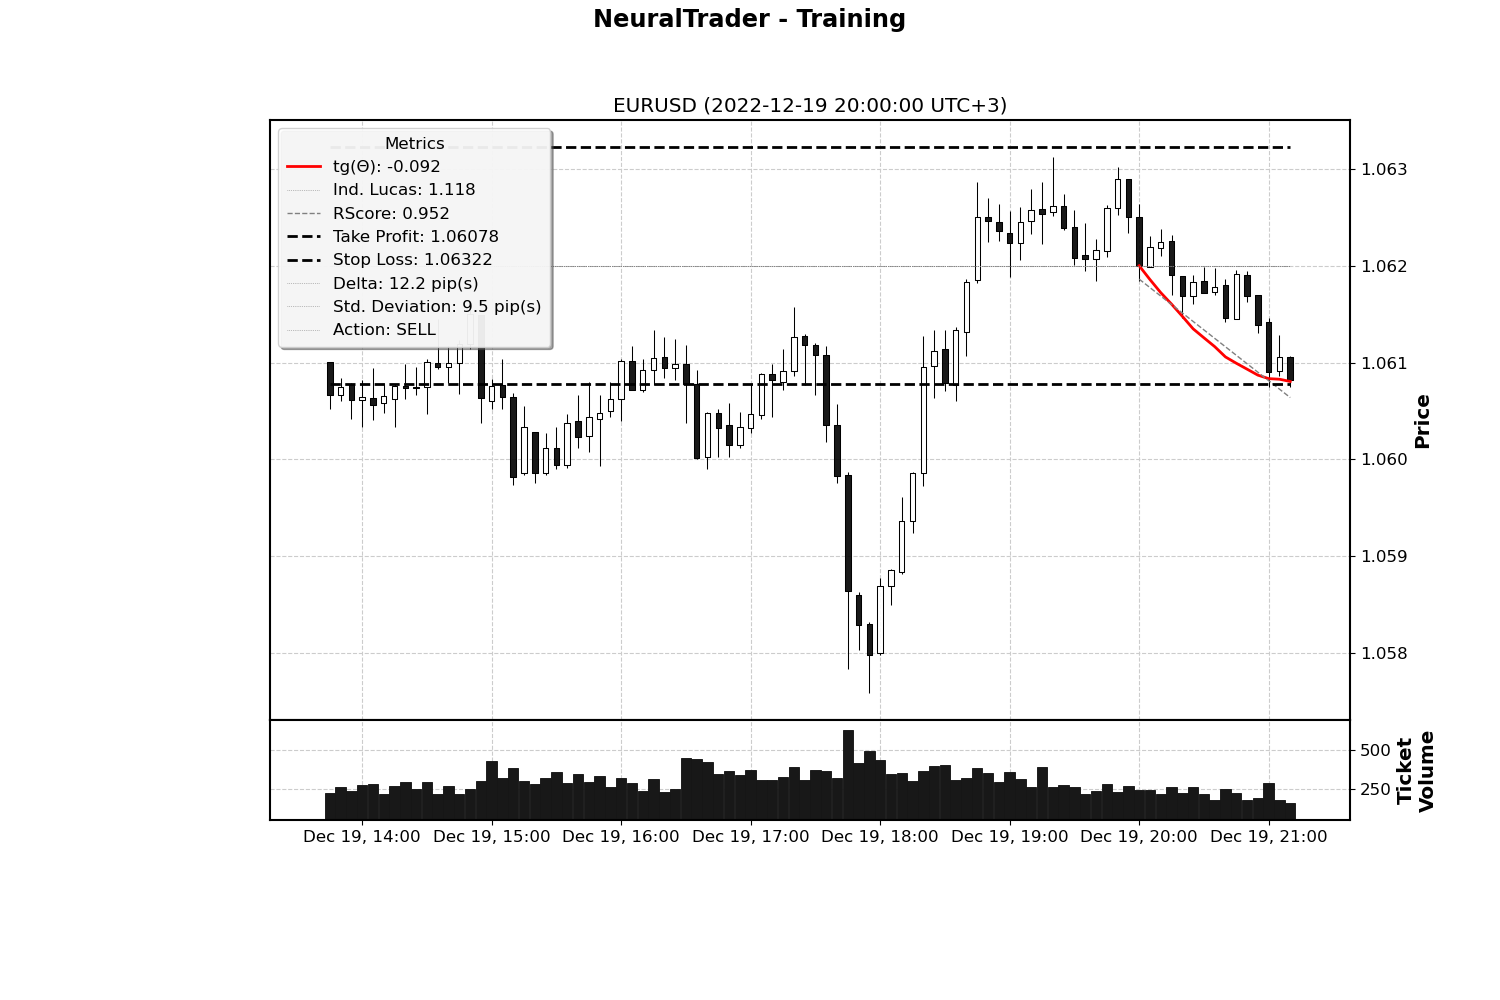 NeuralTrader - Training
EURUSD (2022-12-19 20:00:00 UTC+3)
Metrics
tg(Θ): -0.092
Ind. Lucas: 1.118
RScore: 0.952
Take Profit: 1.06078
Stop Loss: 1.06322
Delta: 12.2 pip(s)
Std. Deviation: 9.5 pip(s)
Action: SELL
1.063
1.062
1.061
1.060
1.059
1.058
Price
500
250
Ticket
Volume
Dec 19, 14:00 Dec 19, 15:00 Dec 19, 16:00 Dec 19, 17:00 Dec 19, 18:00 Dec 19, 19:00 Dec 19, 20:00 Dec 19, 21:00